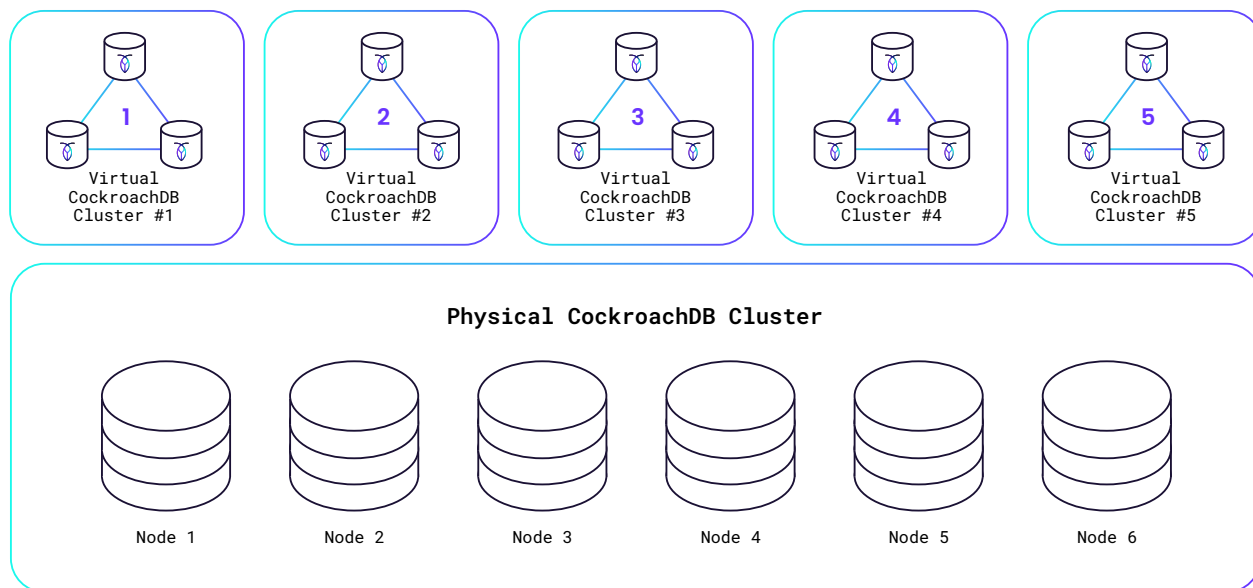 1
Virtual
CockroachDB
Cluster #1
2
Virtual
CockroachDB
Cluster #2
3
Virtual
CockroachDB
Cluster #3
4
Virtual
CockroachDB
Cluster #4
5
Virtual
CockroachDB
Cluster #5
Physical CockroachDB Cluster
Node 1
Node 2
Node 3
Node 4
Node 5
Node 6